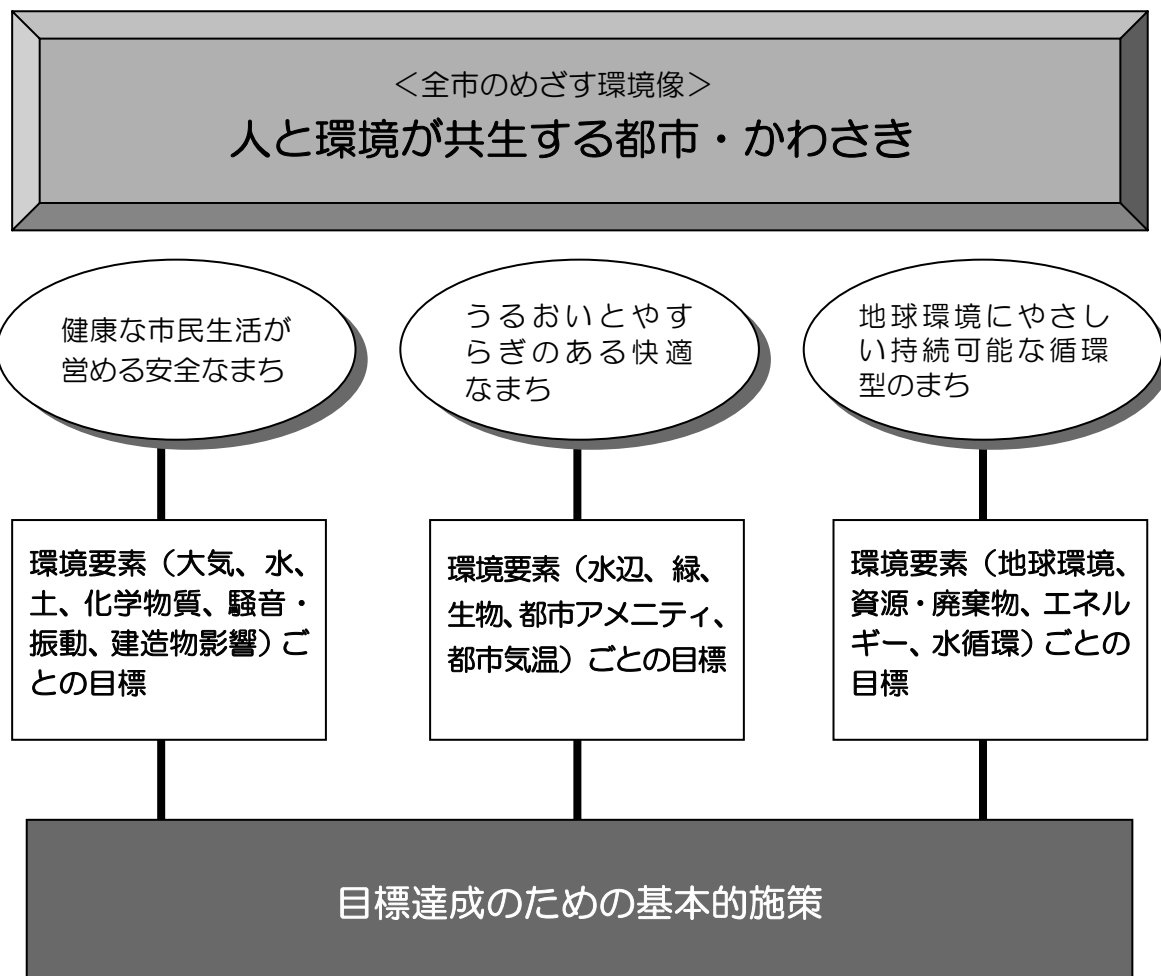 ＜全市のめざす環境像＞
人と環境が共生する都市・かわさき
健康な市民生活が
営める安全なまち
うるおいとやす
らぎのある快適
なまち
地球環境にやさし
い持続可能な循環
型のまち
環境要素（大気、水、
土、化学物質、騒音・
振動、建造物影響）ご
との目標
環境要素（水辺、緑、
生物、都市アメニティ、
都市気温）ごとの目標
環境要素（地球環境、
資源・廃棄物、エネル
ギー、水循環）ごとの
目標
目標達成のための基本的施策